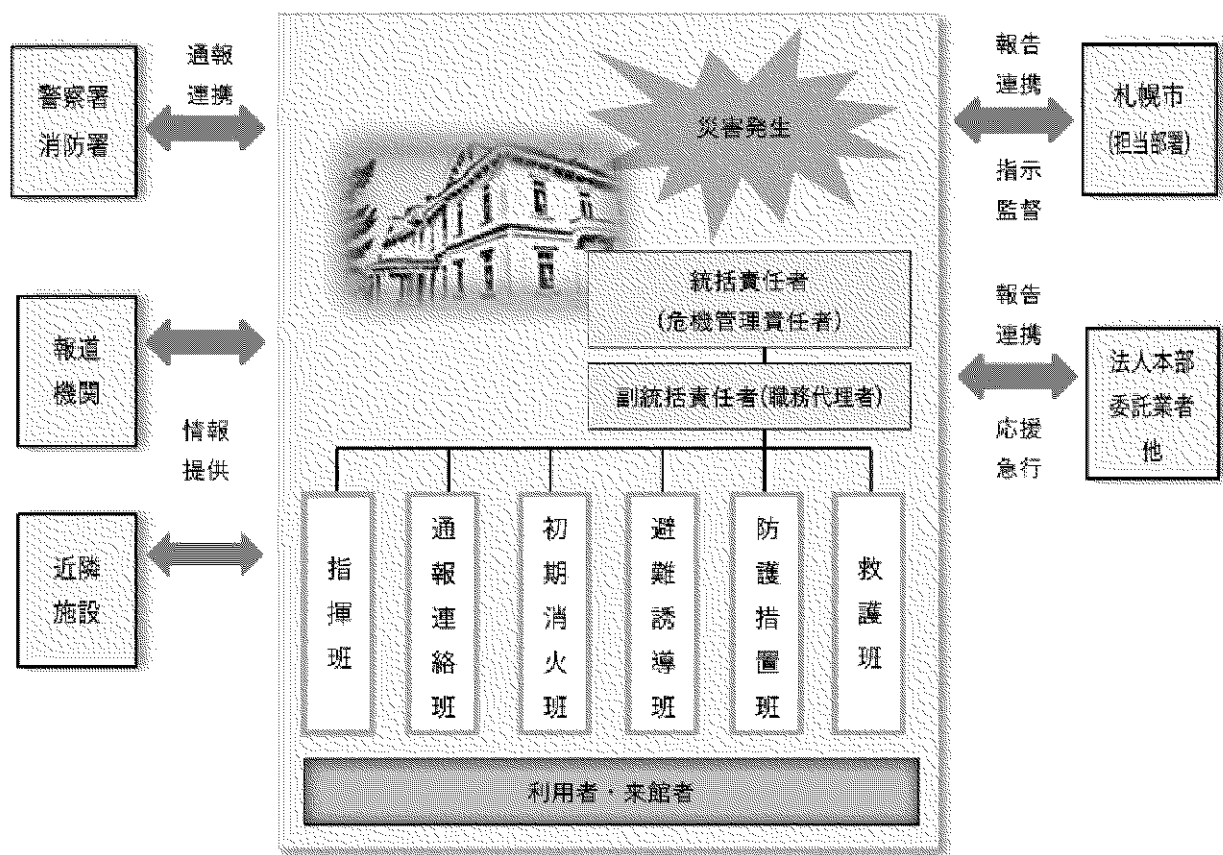 警察署
消防署
通報
連携
報道
機関
情報
提供
近隣
施設
災害発生
統括責任者
(危機管理責任者)
副統括責任者(職務代理者)
指揮班
通報連絡班
初期消火班
避難誘導班
防護措置班
救護班
利用者・来館者
報告
連携
指示
監督
札幌市
(担当部署)
報告
連携
応援
急行
法人本部
委託業者
他